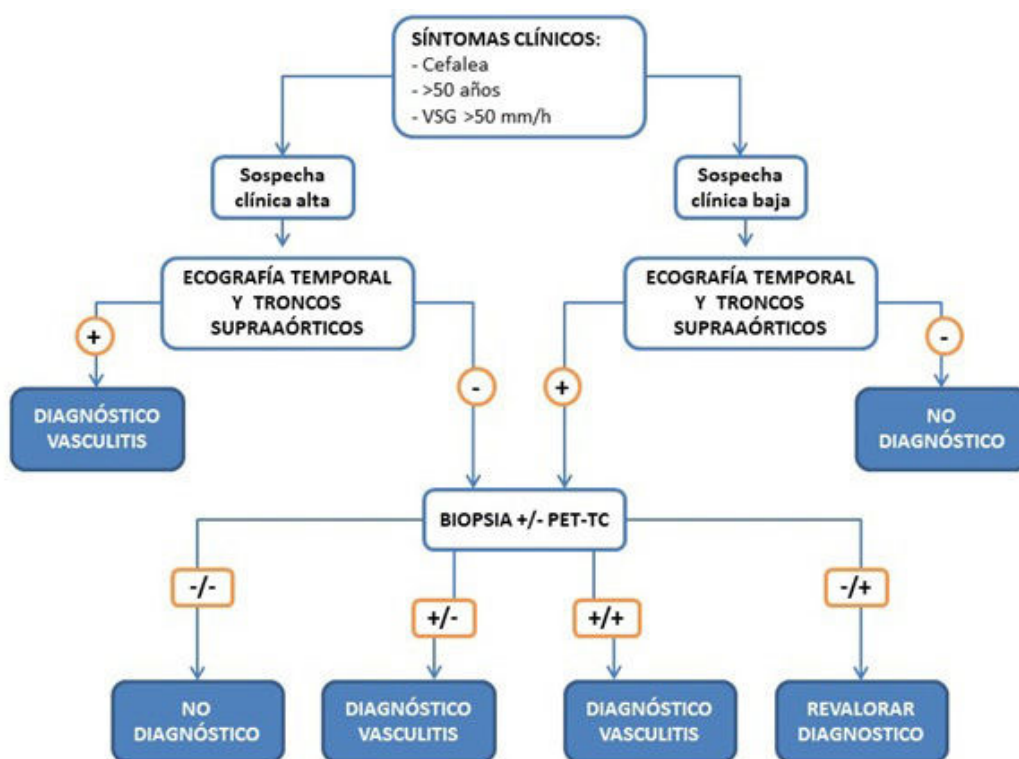 SÍNTOMAS CLÍNICOS:
- Cefalea
- >50 años
- VSG >50 mm/h
Sospecha
clínica alta
Sospecha
clínica baja
ECOGRAFÍA TEMPORAL
Y TRONCOS
SUPRAAÓRTICOS
ECOGRAFÍA TEMPORAL
Y TRONCOS
SUPRAAÓRTICOS
+
-
+
-
DIAGNÓSTICO
VASCULITIS
NO
DIAGNÓSTICO
BIOPSIA +/- PET-TC
-/-
+/-
+/+
-/+
NO
DIAGNÓSTICO
DIAGNÓSTICO
VASCULITIS
DIAGNÓSTICO
VASCULITIS
REVALORAR
DIAGNOSTICO